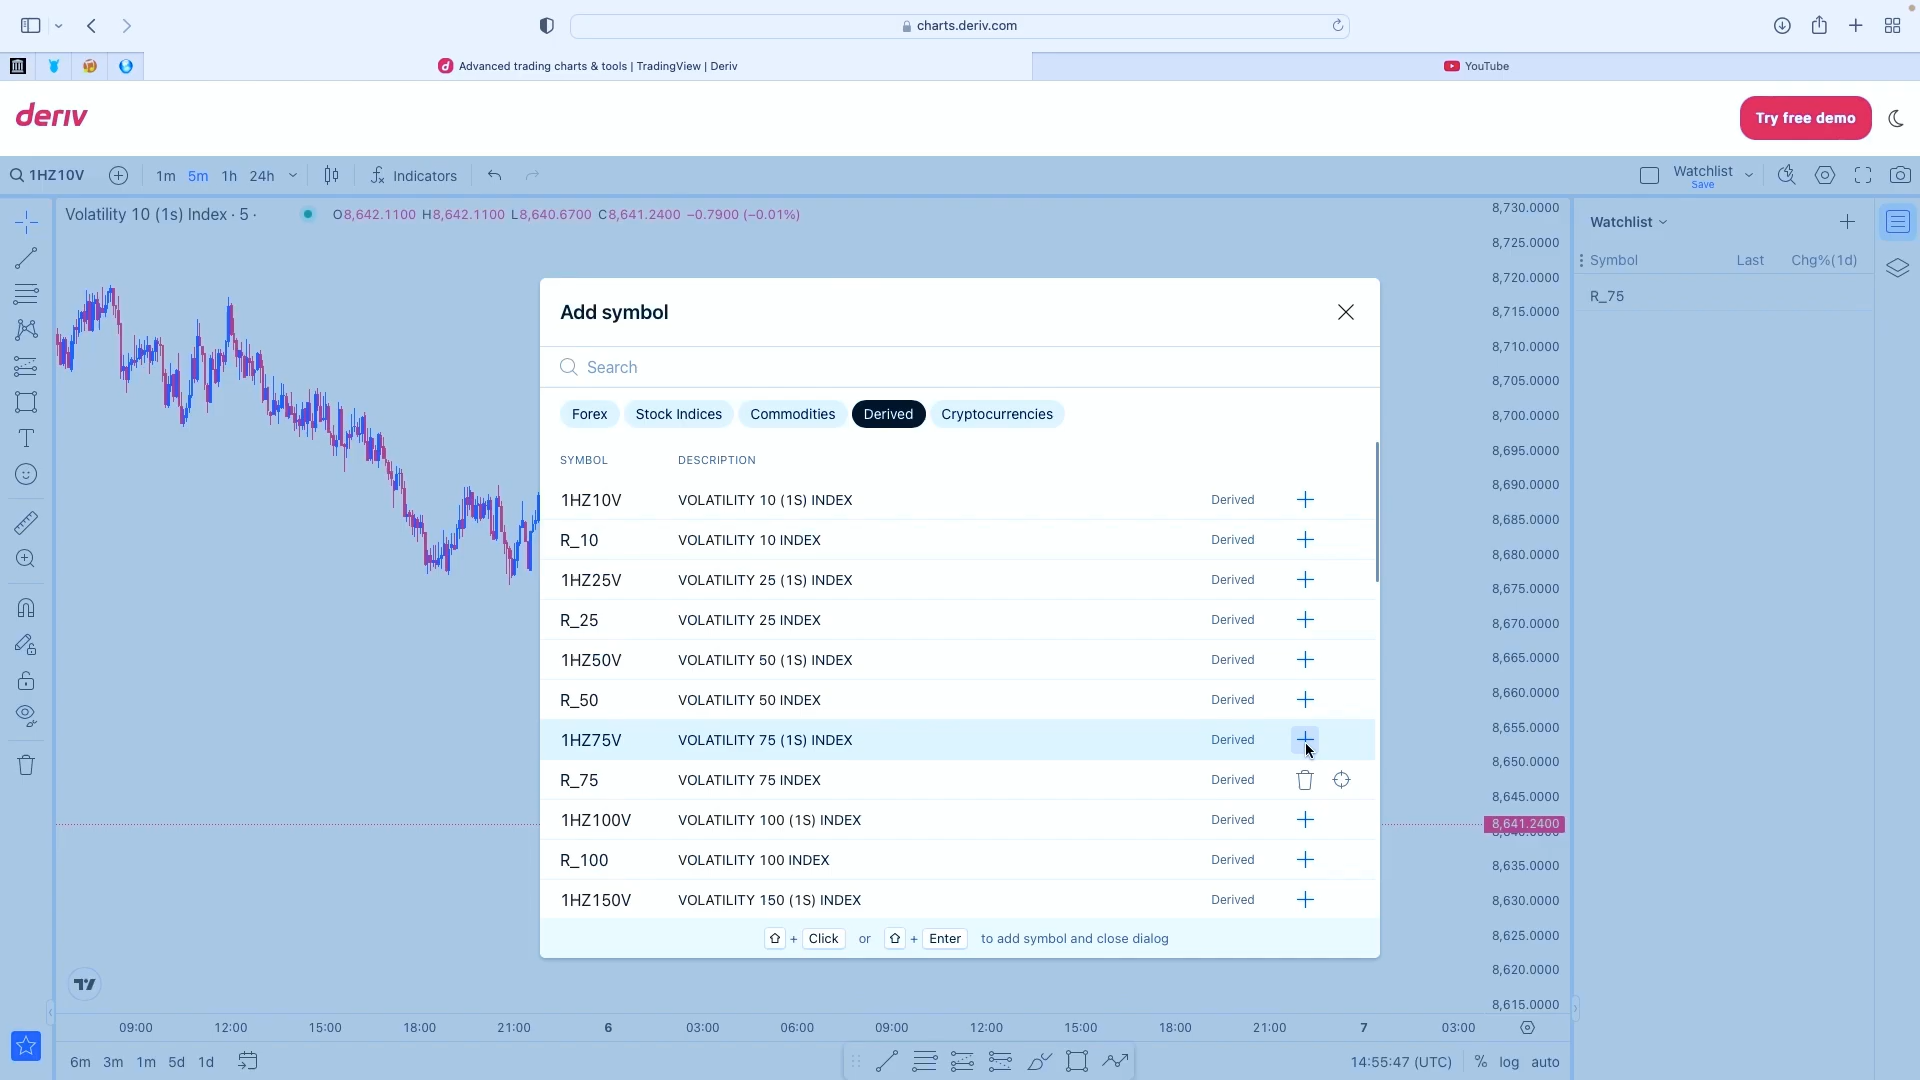 charts.deriv.com
Advanced trading charts & tools | TradingView | Deriv
YouTube
deriv
Try free demo
1HZ10V 1m 5m 1h 24h Indicators
Watchlist
Save
Volatility 10 (1s) Index · 5 · O8,642.1100 H8,642.1100 L8,640.6700 C8,641.2400 −0.7900 (−0.01%)
Watchlist
Symbol Last Chg%(1d)
R_75
Add symbol
Search
Forex Stock Indices Commodities Derived Cryptocurrencies
SYMBOL DESCRIPTION
1HZ10V VOLATILITY 10 (1S) INDEX Derived
R_10 VOLATILITY 10 INDEX Derived
1HZ25V VOLATILITY 25 (1S) INDEX Derived
R_25 VOLATILITY 25 INDEX Derived
1HZ50V VOLATILITY 50 (1S) INDEX Derived
R_50 VOLATILITY 50 INDEX Derived
1HZ75V VOLATILITY 75 (1S) INDEX Derived
R_75 VOLATILITY 75 INDEX Derived
1HZ100V VOLATILITY 100 (1S) INDEX Derived
R_100 VOLATILITY 100 INDEX Derived
1HZ150V VOLATILITY 150 (1S) INDEX Derived
⇧ + Click or ⇧ + Enter to add symbol and close dialog
8,730.0000
8,725.0000
8,720.0000
8,715.0000
8,710.0000
8,705.0000
8,700.0000
8,695.0000
8,690.0000
8,685.0000
8,680.0000
8,675.0000
8,670.0000
8,665.0000
8,660.0000
8,655.0000
8,650.0000
8,645.0000
8,641.2400
8,635.0000
8,630.0000
8,625.0000
8,620.0000
8,615.0000
09:00 12:00 15:00 18:00 21:00 6 03:00 06:00 09:00 12:00 15:00 18:00 21:00 7 03:00
6m 3m 1m 5d 1d
14:55:47 (UTC) % log auto